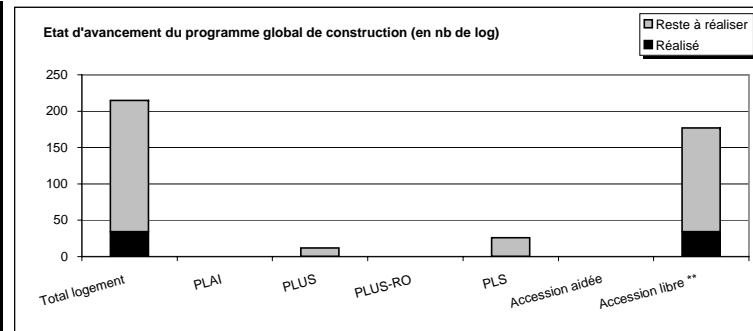 Etat d'avancement du programme global de construction (en nb de log)
Reste à réaliser
Réalisé
250
200
150
100
50
0
Total logement
PLAI
PLUS
PLUS-RO
PLS
Accession aidée
Accession libre **